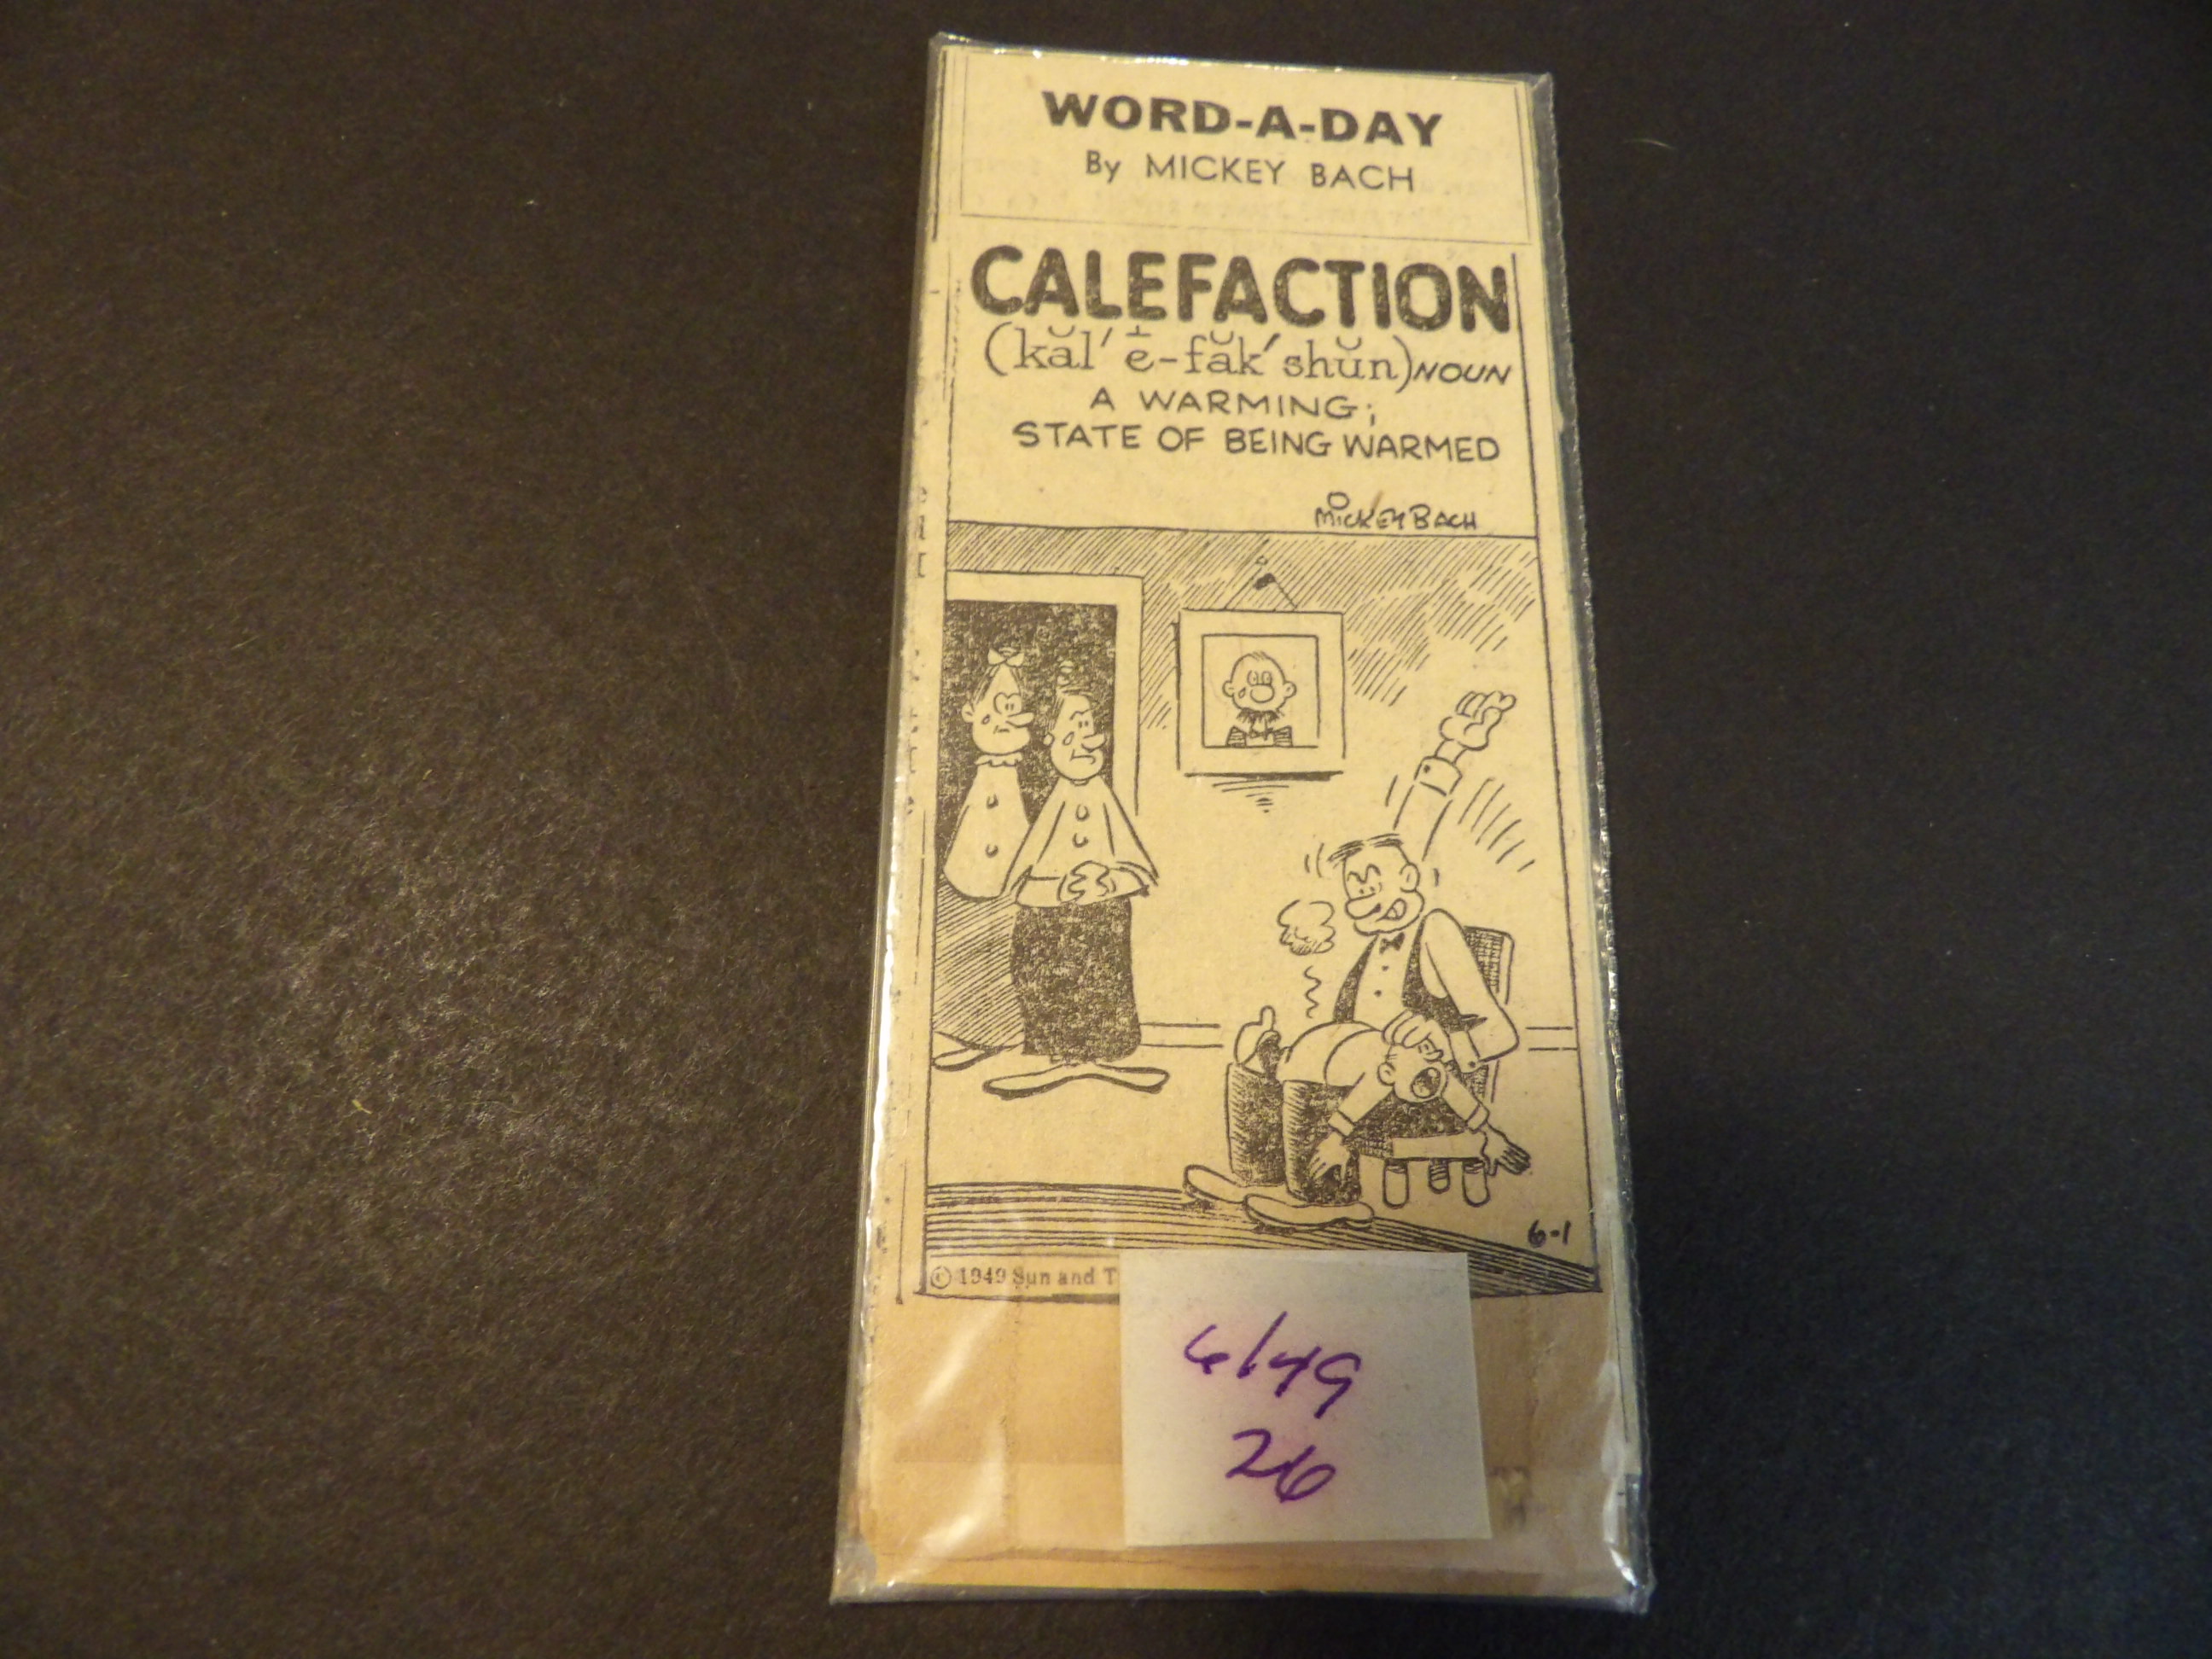 WORD-A-DAY
By MICKEY BACH
CALEFACTION
(kăl′ ė-făk′ shŭn) NOUN
A WARMING;
STATE OF BEING WARMED
MICKEY BACH
6-1
© 1949 Sun and T
6/49
26